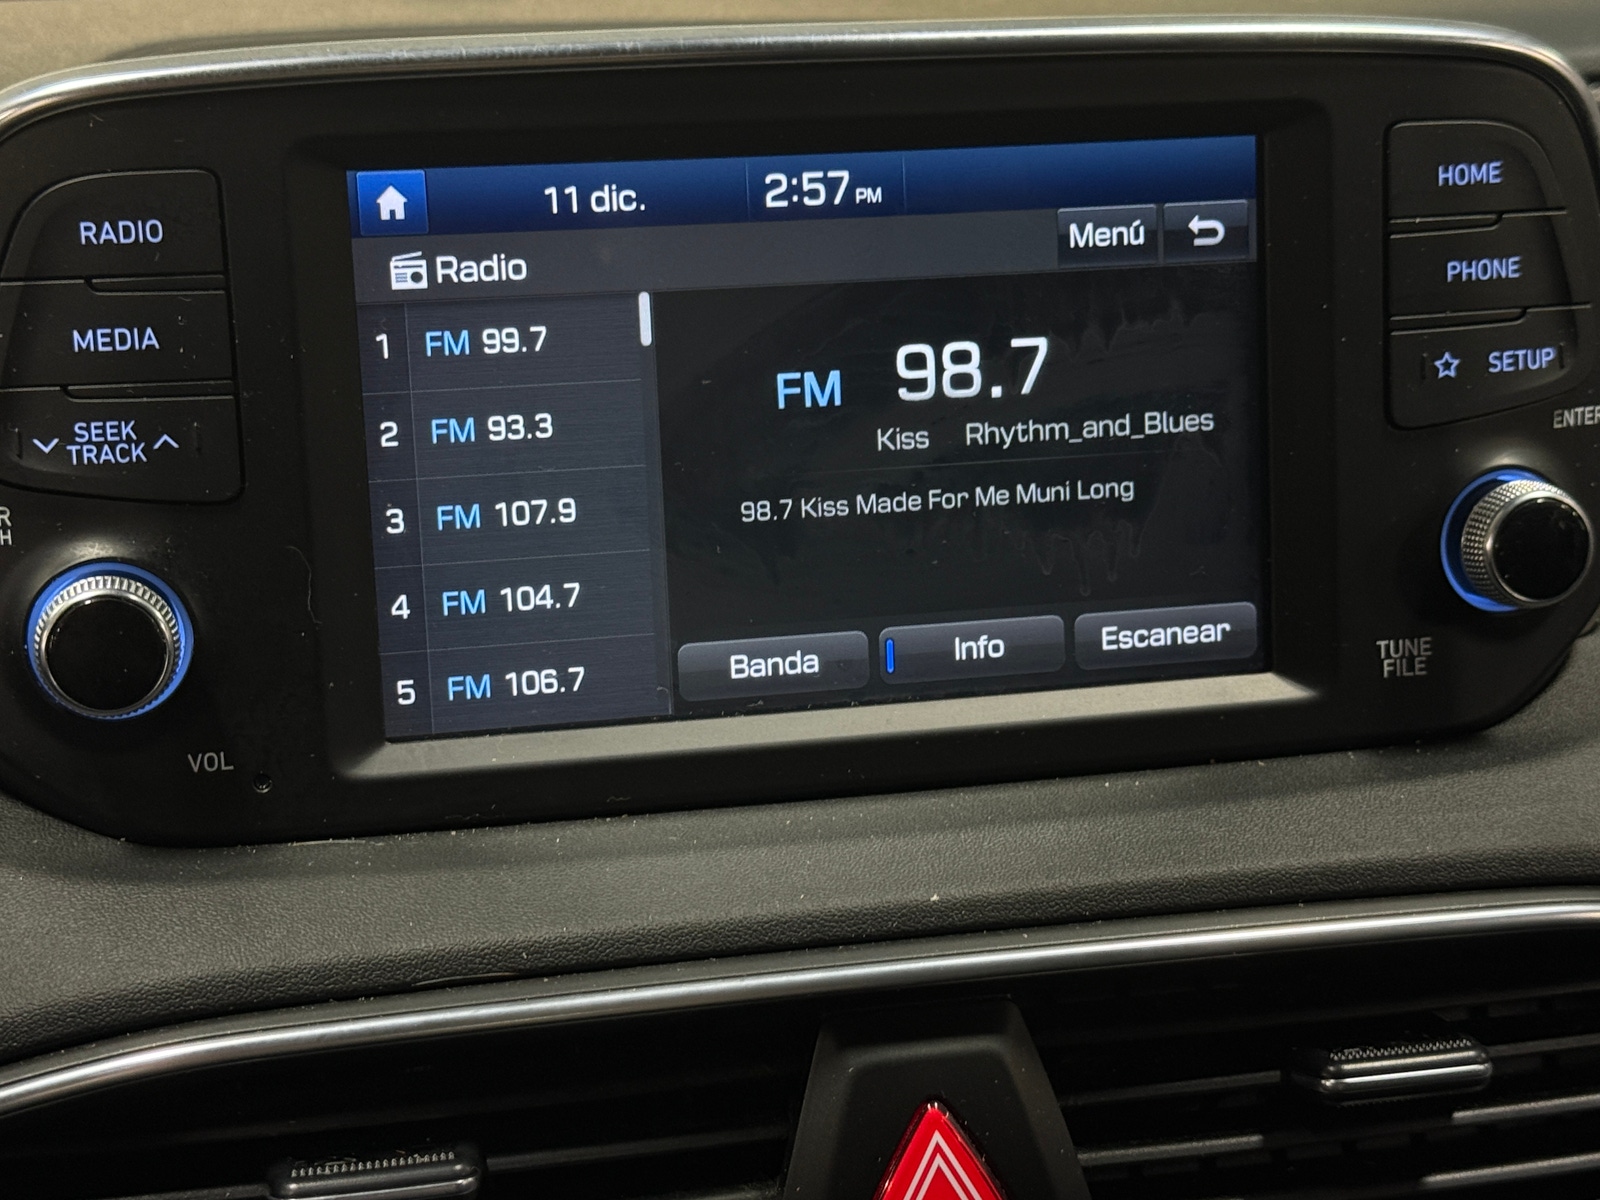 11 dic.
2:57 PM
Menú
Radio
1 FM 99.7
2 FM 93.3
3 FM 107.9
4 FM 104.7
5 FM 106.7
FM 98.7
Kiss Rhythm_and_Blues
98.7 Kiss Made For Me Muni Long
Banda
Info
Escanear
RADIO
MEDIA
SEEK
TRACK
VOL
HOME
PHONE
SETUP
ENTER
TUNE
FILE